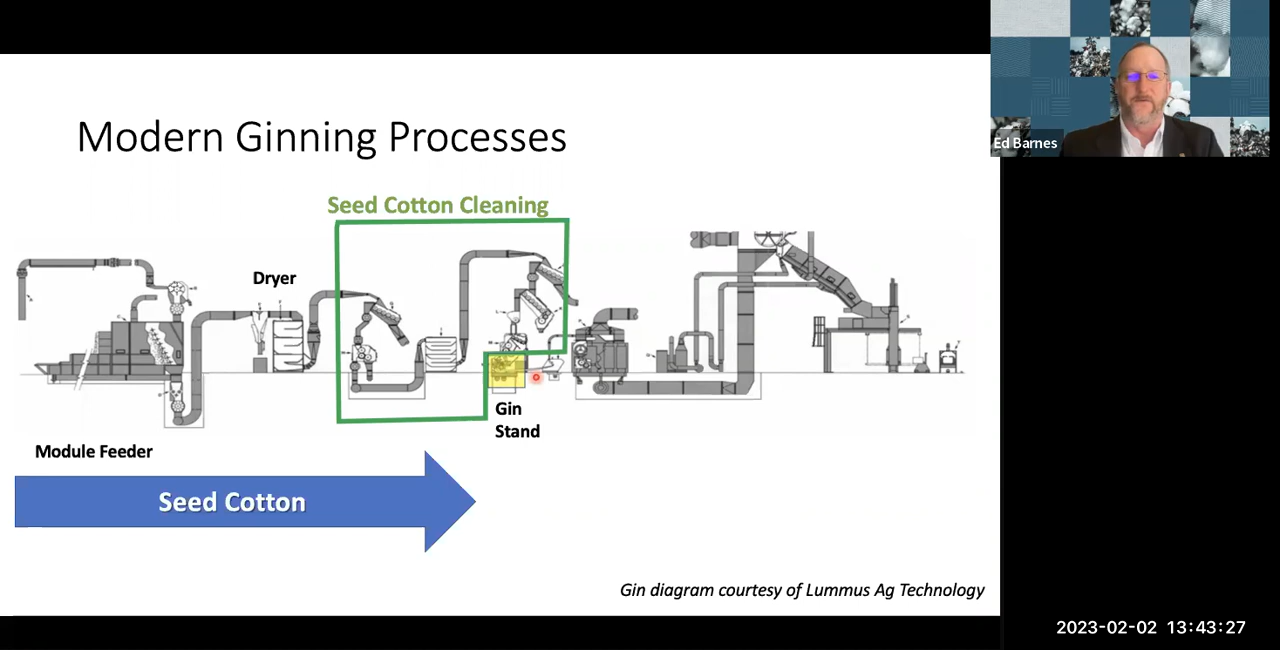 Modern Ginning Processes
Ed Barnes
Seed Cotton Cleaning
Dryer
Gin
Stand
Module Feeder
Seed Cotton
Gin diagram courtesy of Lummus Ag Technology
2023-02-02 13:43:27